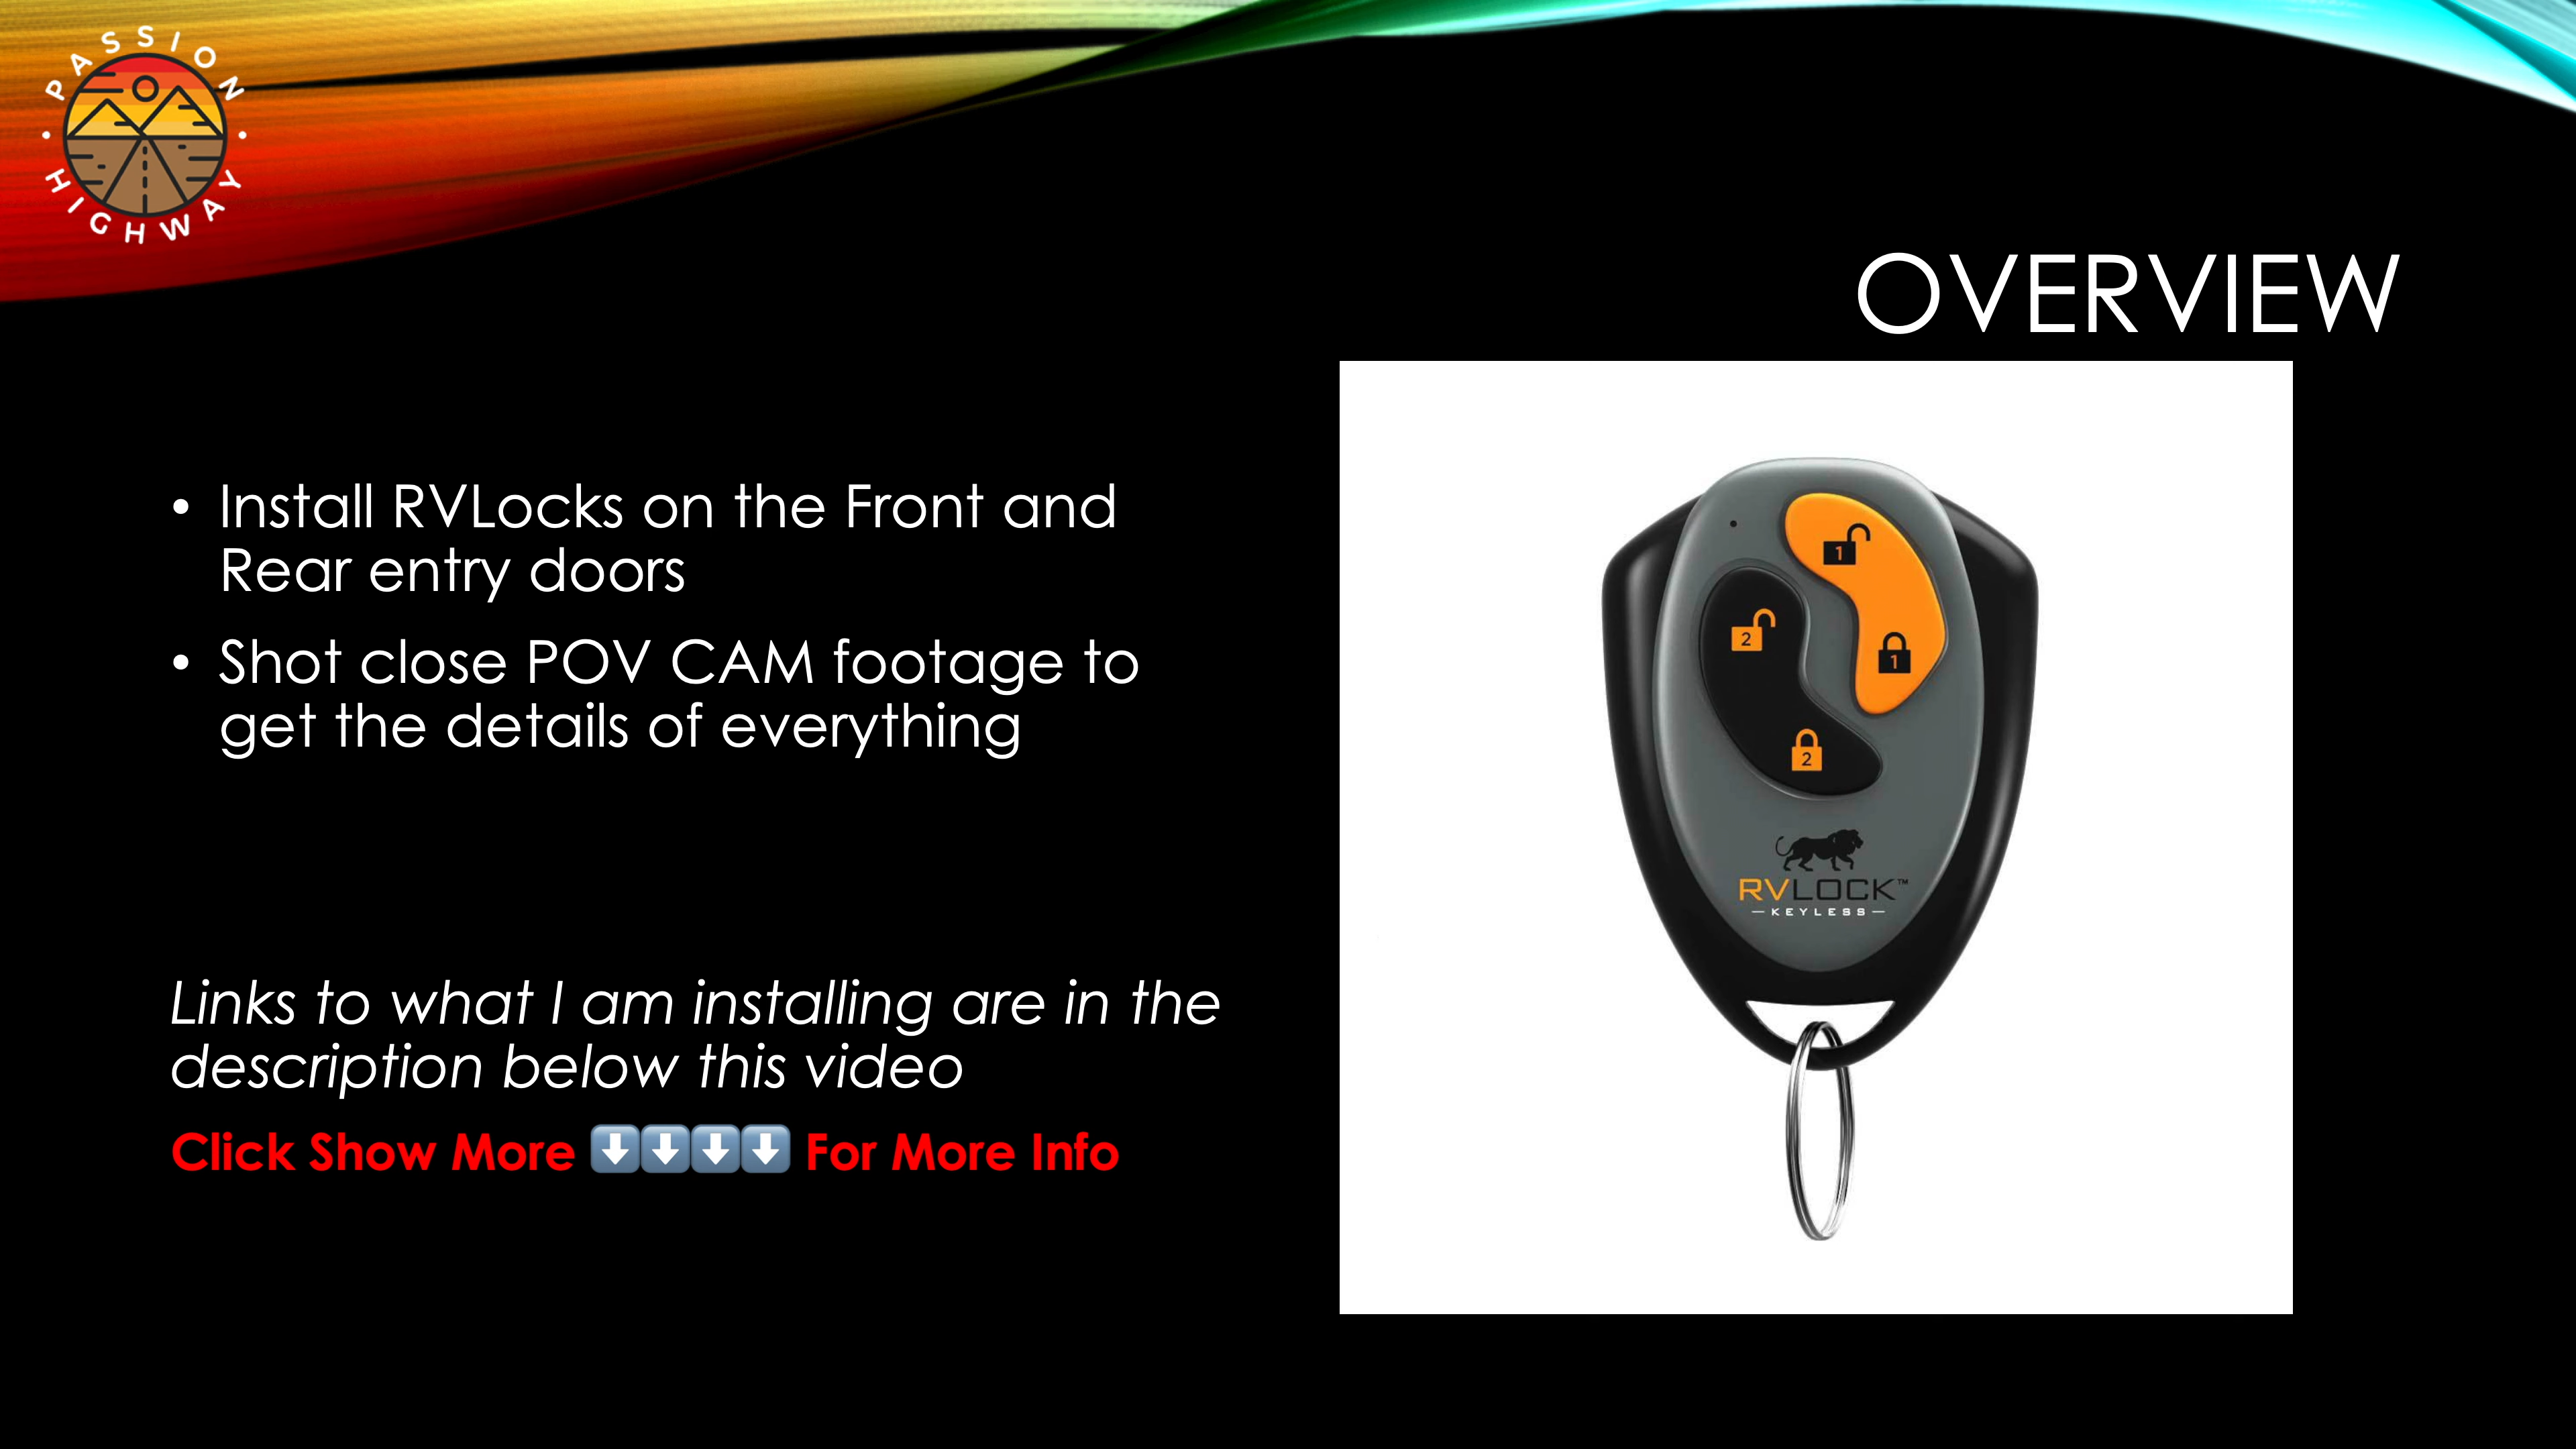 PASSION
HIGHWAY
OVERVIEW
• Install RVLocks on the Front and
Rear entry doors
• Shot close POV CAM footage to
get the details of everything
Links to what I am installing are in the
description below this video
Click Show More ⬇⬇⬇⬇ For More Info
1
2
1
2
RVLOCK™
—KEYLESS—